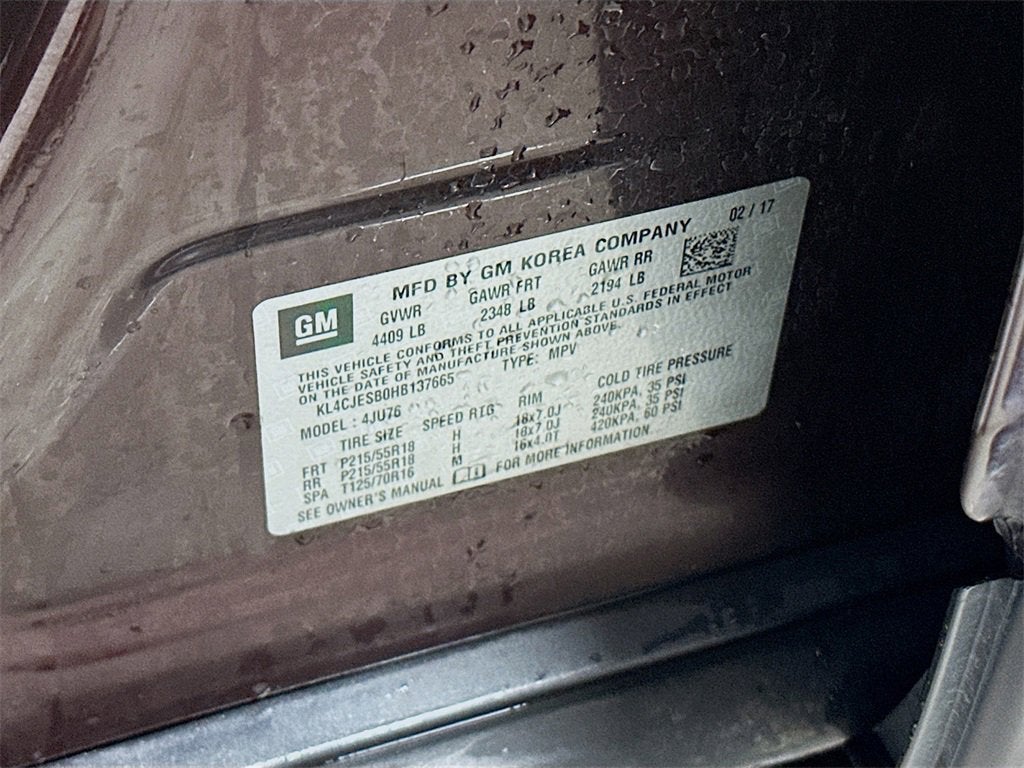 GM
MFD BY GM KOREA COMPANY 02 / 17
GVWR GAWR FRT GAWR RR
4409 LB 2348 LB 2194 LB
THIS VEHICLE CONFORMS TO ALL APPLICABLE U.S. FEDERAL MOTOR
VEHICLE SAFETY AND THEFT PREVENTION STANDARDS IN EFFECT
ON THE DATE OF MANUFACTURE SHOWN ABOVE.
KL4CJESB0HB137665 TYPE: MPV
MODEL : 4JU76
TIRE SIZE SPEED RTG RIM COLD TIRE PRESSURE
FRT P215/55R18 H 18x7.0J 240KPA, 35 PSI
RR P215/55R18 H 18x7.0J 240KPA, 35 PSI
SPA T125/70R16 M 16x4.0T 420KPA, 60 PSI
SEE OWNER'S MANUAL FOR MORE INFORMATION.